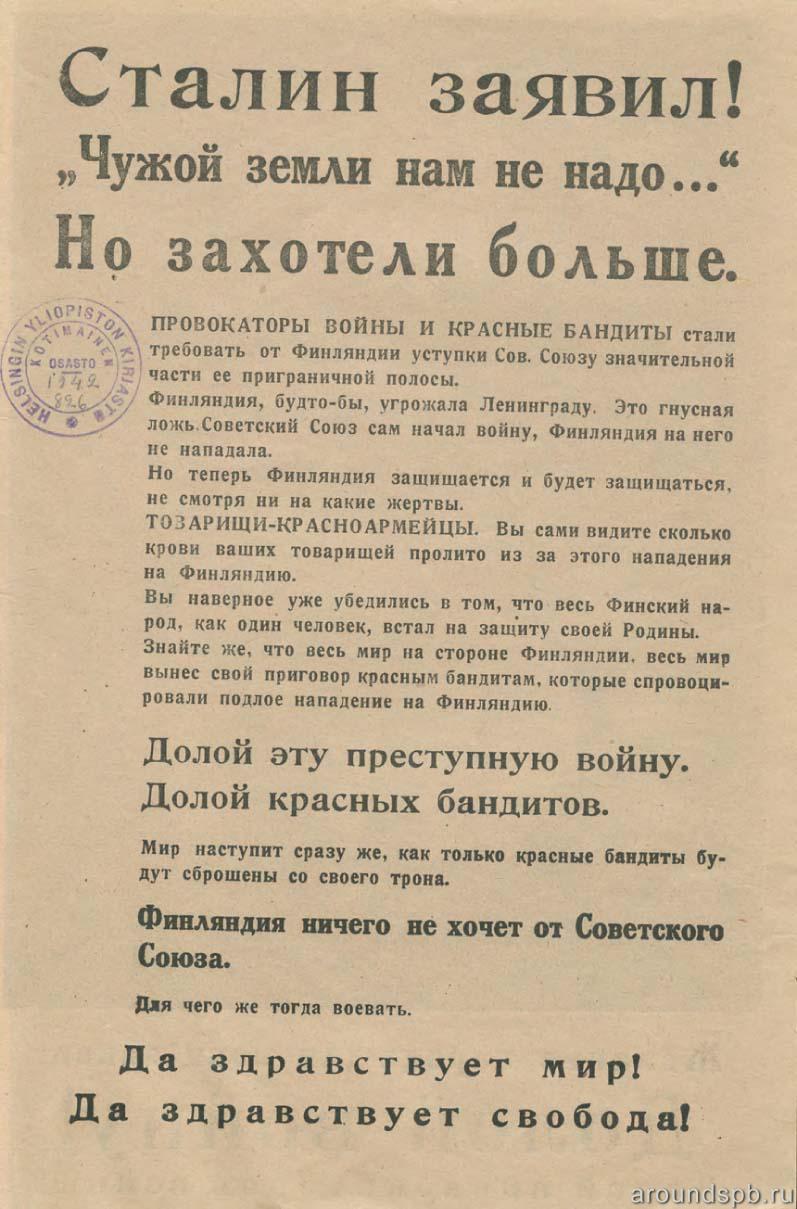 Сталин заявил!
„Чужой земли нам не надо...“
Но захотели больше.
ПРОВОКАТОРЫ ВОЙНЫ И КРАСНЫЕ БАНДИТЫ стали
требовать от Финляндии уступки Сов. Союзу значительной
части ее приграничной полосы.
Финляндия, будто-бы, угрожала Ленинграду. Это гнусная
ложь.Советский Союз сам начал войну, Финляндия на него
не нападала.
Но теперь Финляндия защищается и будет защищаться,
не смотря ни на какие жертвы.
ТОЗАРИЩИ-КРАСНОАРМЕЙЦЫ. Вы сами видите сколько
крови ваших товарищей пролито из за этого нападения
на Финляндию.
Вы наверное уже убедились в том, что весь Финский на-
род, как один человек, встал на защиту своей Родины.
Знайте же, что весь мир на стороне Финляндии, весь мир
вынес свой приговор красным бандитам, которые спровоци-
ровали подлое нападение на Финляндию.
Долой эту преступную войну.
Долой красных бандитов.
Мир наступит сразу же, как только красные бандиты бу-
дут сброшены со своего трона.
Финляндия ничего не хочет от Советского
Союза.
Для чего же тогда воевать.
Да здравствует мир!
Да здравствует свобода!
HELSINGIN YLIOPISTON KIRJASTO
KOTIMAINEN
OSASTO
1942
826
aroundspb.ru